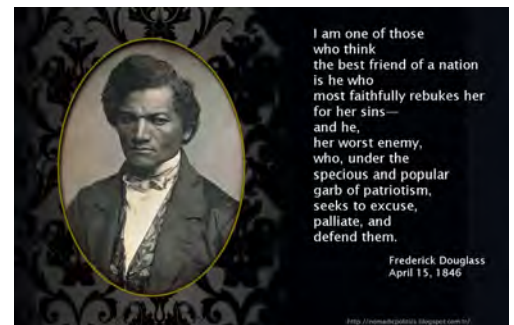 I am one of those
who think
the best friend of a nation
is he who
most faithfully rebukes her
for her sins—
and he,
her worst enemy,
who, under the
specious and popular
garb of patriotism,
seeks to excuse,
palliate, and
defend them.
Frederick Douglass
April 15, 1846